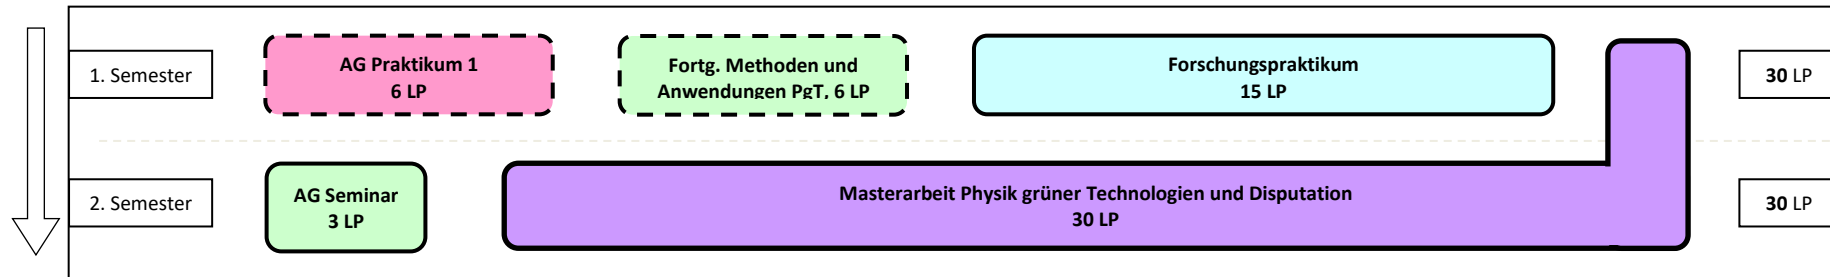 1. Semester
AG Praktikum 1
6 LP
Fortg. Methoden und
Anwendungen PgT, 6 LP
Forschungspraktikum
15 LP
30 LP
2. Semester
AG Seminar
3 LP
Masterarbeit Physik grüner Technologien und Disputation
30 LP
30 LP